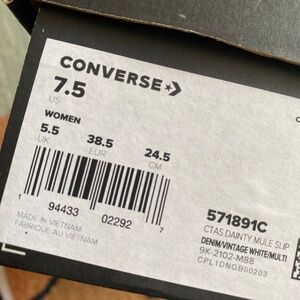 CONVERSE
7.5
US
WOMEN
5.5 38.5 24.5
UK EUR CM
1 94433 02292 7
MADE IN VIETNAM
FABRIQUÉ AU VIETNAM
571891C
CTAS DAINTY MULE SLIP
DENIM/VINTAGE WHITE/MULTI
9K-2102-M88
CPL1DNGB00203